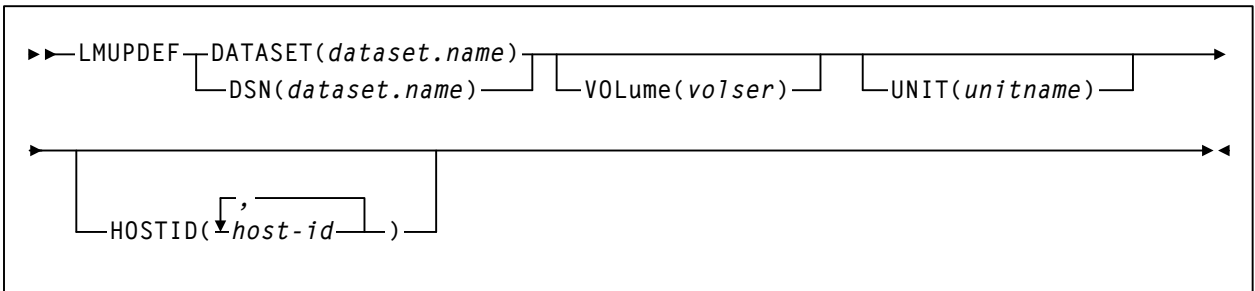 LMUPDEF DATASET(dataset.name)
DSN(dataset.name) VOLume(volser) UNIT(unitname)
,
HOSTID(host-id)